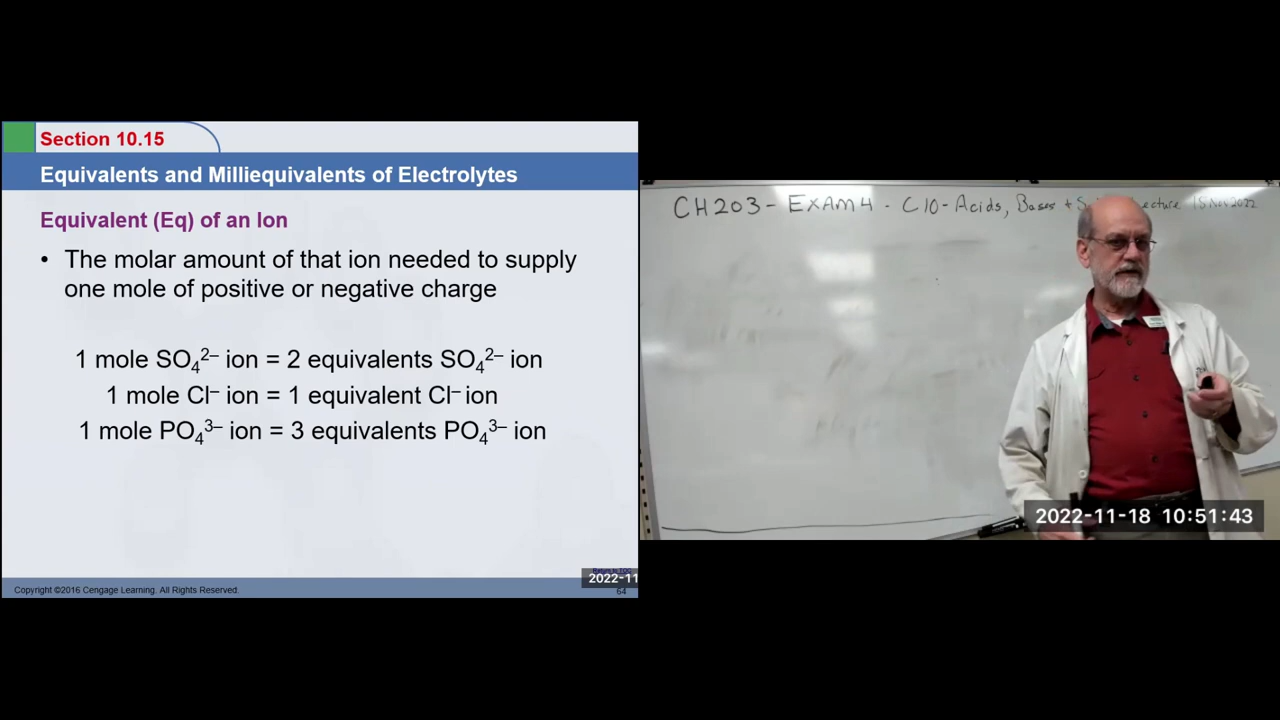 Section 10.15
Equivalents and Milliequivalents of Electrolytes
Equivalent (Eq) of an Ion
• The molar amount of that ion needed to supply
one mole of positive or negative charge
1 mole SO₄²⁻ ion = 2 equivalents SO₄²⁻ ion
1 mole Cl⁻ ion = 1 equivalent Cl⁻ ion
1 mole PO₄³⁻ ion = 3 equivalents PO₄³⁻ ion
2022-11
Copyright ©2016 Cengage Learning. All Rights Reserved.
64
CH203 - EXAM 4 - C10 - Acids, Bases +
2022-11-18 10:51:43